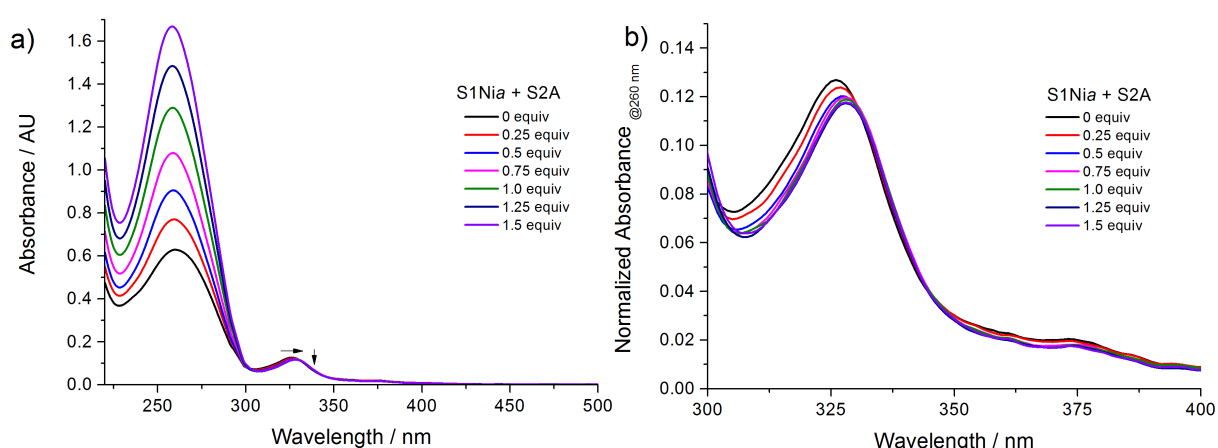 a)
Absorbance / AU
1.6
1.4
1.2
1.0
0.8
0.6
0.4
0.2
0.0
250
300
350
400
450
500
Wavelength / nm
S1Nia + S2A
0 equiv
0.25 equiv
0.5 equiv
0.75 equiv
1.0 equiv
1.25 equiv
1.5 equiv
b)
Normalized Absorbance @260 nm
0.14
0.12
0.10
0.08
0.06
0.04
0.02
0.00
300
325
350
375
400
Wavelength / nm
S1Nia + S2A
0 equiv
0.25 equiv
0.5 equiv
0.75 equiv
1.0 equiv
1.25 equiv
1.5 equiv